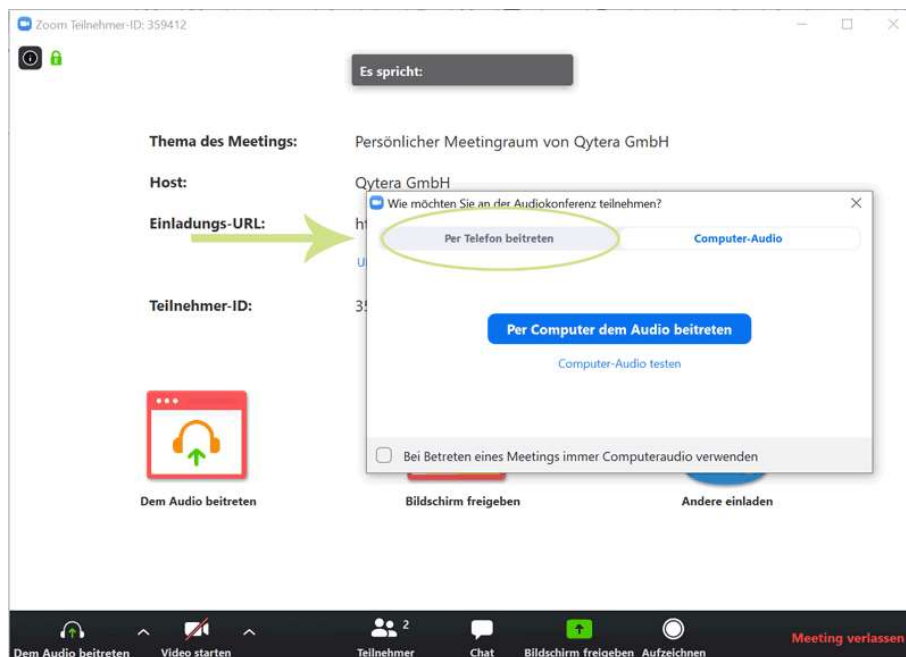 Zoom Teilnehmer-ID: 359412
Es spricht:
Thema des Meetings: Persönlicher Meetingraum von Qytera GmbH
Host: Qytera GmbH
Einladungs-URL:
Teilnehmer-ID: 35
Wie möchten Sie an der Audiokonferenz teilnehmen?
Per Telefon beitreten Computer-Audio
Per Computer dem Audio beitreten
Computer-Audio testen
Bei Betreten eines Meetings immer Computeraudio verwenden
Dem Audio beitreten Bildschirm freigeben Andere einladen
2
Dem Audio beitreten Video starten Teilnehmer Chat Bildschirm freigeben Aufzeichnen Meeting verlassen